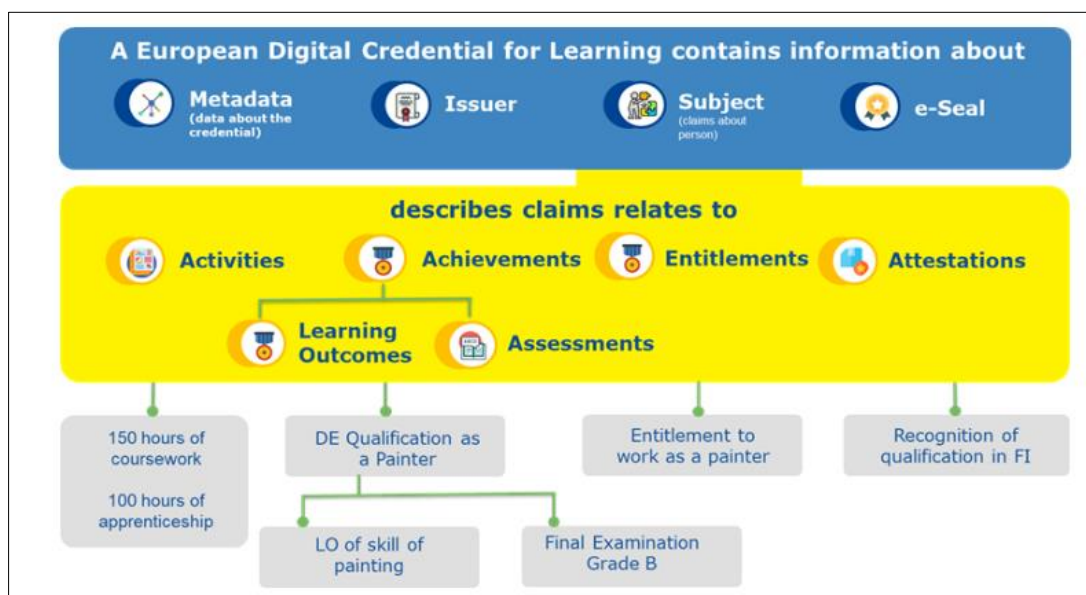 A European Digital Credential for Learning contains information about
Metadata
(data about the
credential)
Issuer
Subject
(claims about
person)
e-Seal
describes claims relates to
Activities
Achievements
Entitlements
Attestations
Learning
Outcomes
Assessments
150 hours of
coursework
100 hours of
apprenticeship
DE Qualification as
a Painter
Entitlement to
work as a painter
Recognition of
qualification in FI
LO of skill of
painting
Final Examination
Grade B